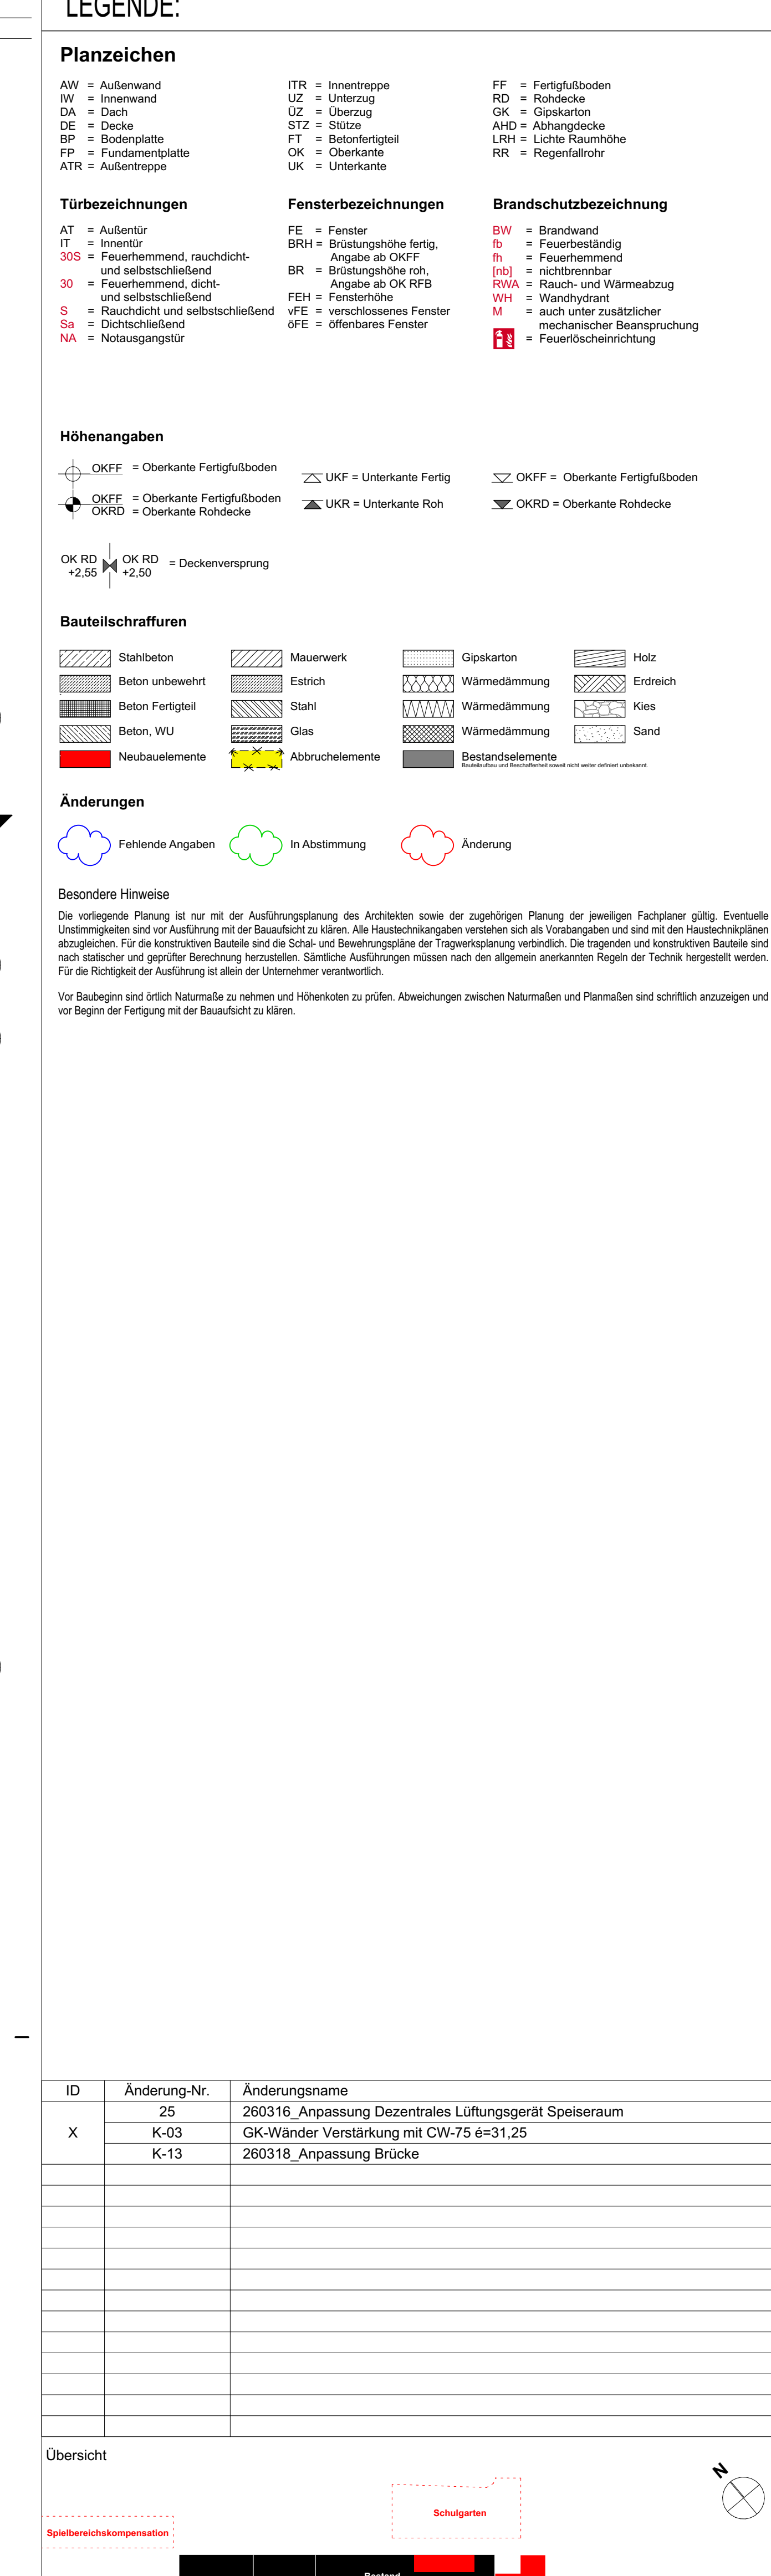 LEGENDE:
Planzeichen
AW = Außenwand
IW = Innenwand
DA = Dach
DE = Decke
BP = Bodenplatte
FP = Fundamentplatte
ATR = Außentreppe
ITR = Innentreppe
UZ = Unterzug
ÜZ = Überzug
STZ = Stütze
FT = Betonfertigteil
OK = Oberkante
UK = Unterkante
FF = Fertigfußboden
RD = Rohdecke
GK = Gipskarton
AHD = Abhangdecke
LRH = Lichte Raumhöhe
RR = Regenfallrohr
Türbezeichnungen
AT = Außentür
IT = Innentür
30S = Feuerhemmend, rauchdicht-
und selbstschließend
30 = Feuerhemmend, dicht-
und selbstschließend
S = Rauchdicht und selbstschließend
Sa = Dichtschließend
NA = Notausgangstür
Fensterbezeichnungen
FE = Fenster
BRH = Brüstungshöhe fertig,
Angabe ab OKFF
BR = Brüstungshöhe roh,
Angabe ab OK RFB
FEH = Fensterhöhe
vFE = verschlossenes Fenster
öFE = öffenbares Fenster
Brandschutzbezeichnung
BW = Brandwand
fb = Feuerbeständig
fh = Feuerhemmend
[nb] = nichtbrennbar
RWA = Rauch- und Wärmeabzug
WH = Wandhydrant
M = auch unter zusätzlicher
mechanischer Beanspruchung
= Feuerlöscheinrichtung
Höhenangaben
OKFF = Oberkante Fertigfußboden
OKFF = Oberkante Fertigfußboden
OKRD = Oberkante Rohdecke
UKF = Unterkante Fertig
UKR = Unterkante Roh
OKFF = Oberkante Fertigfußboden
OKRD = Oberkante Rohdecke
OK RD OK RD = Deckenversprung
+2,55 +2,50
Bauteilschraffuren
Stahlbeton Mauerwerk Gipskarton Holz
Beton unbewehrt Estrich Wärmedämmung Erdreich
Beton Fertigteil Stahl Wärmedämmung Kies
Beton, WU Glas Wärmedämmung Sand
Neubauelemente Abbruchelemente Bestandselemente
Bauteilaufbau und Beschaffenheit soweit nicht weiter definiert unbekannt.
Änderungen
Fehlende Angaben In Abstimmung Änderung
Besondere Hinweise
Die vorliegende Planung ist nur mit der Ausführungsplanung des Architekten sowie der zugehörigen Planung der jeweiligen Fachplaner gültig. Eventuelle
Unstimmigkeiten sind vor Ausführung mit der Bauaufsicht zu klären. Alle Haustechnikangaben verstehen sich als Vorabangaben und sind mit den Haustechnikplänen
abzugleichen. Für die konstruktiven Bauteile sind die Schal- und Bewehrungspläne der Tragwerksplanung verbindlich. Die tragenden und konstruktiven Bauteile sind
nach statischer und geprüfter Berechnung herzustellen. Sämtliche Ausführungen müssen nach den allgemein anerkannten Regeln der Technik hergestellt werden.
Für die Richtigkeit der Ausführung ist allein der Unternehmer verantwortlich.
Vor Baubeginn sind örtlich Naturmaße zu nehmen und Höhenkoten zu prüfen. Abweichungen zwischen Naturmaßen und Planmaßen sind schriftlich anzuzeigen und
vor Beginn der Fertigung mit der Bauaufsicht zu klären.
ID Änderung-Nr. Änderungsname
25 260316_Anpassung Dezentrales Lüftungsgerät Speiseraum
X K-03 GK-Wänder Verstärkung mit CW-75 é=31,25
K-13 260318_Anpassung Brücke
Übersicht
N
Schulgarten
Spielbereichskompensation
Bestand